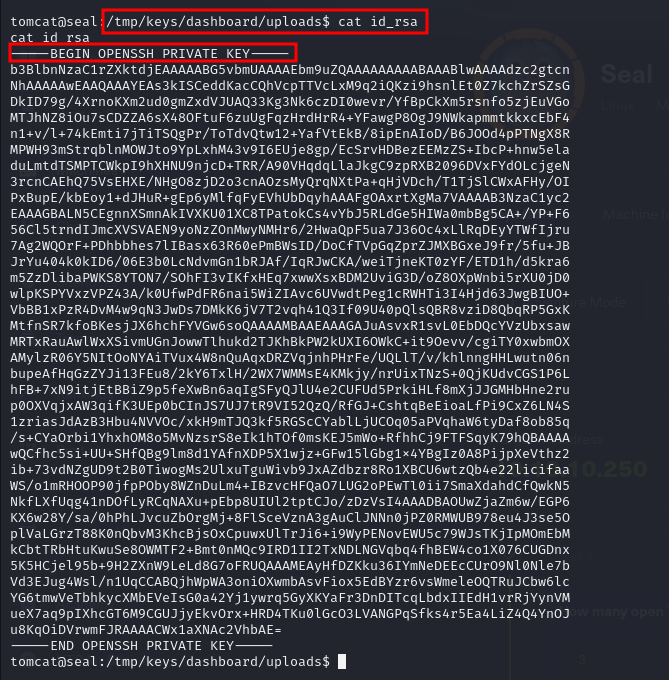 tomcat@seal:/tmp/keys/dashboard/uploads$ cat id_rsa
cat id_rsa
-----BEGIN OPENSSH PRIVATE KEY-----
b3BlbnNzaC1rZXktdjEAAAAABG5vbmUAAAAEbm9uZQAAAAAAAAABAAABlwAAAAdzc2gtcn
Seal
NhAAAAAwEAAQAAAYEAs3kISCeddKacCQhVcpTTVcLxM9q2iQKzi9hsnlEt0Z7kchZrSZsG
DkID79g/4XrnoKXm2ud0gmZxdVJUAQ33Kg3Nk6czDI0wevr/YfBpCkXm5rsnfo5zjEuVGo
MTJhNZ8iOu7sCDZZA6sX48OFtuF6zuUgFqzHrdHrR4+YFawgP8OgJ9NWkapmmtkkxcEbF4
n1+v/l+74kEmti7jTiTSQgPr/ToTdvQtw12+YafVtEkB/8ipEnAIoD/B6JOOd4pPTNgX8R
MPWH93mStrqblnMOWJto9YpLxhM43v9I6EUje8gp/EcSrvHDBezEEMzZS+IbcP+hnw5ela
duLmtdTSMPTCWkpI9hXHNU9njcD+TRR/A90VHqdqLlaJkgC9zpRXB2096DVxFYdOLcjgeN
3rcnCAEhQ75VsEHXE/NHgO8zjD2o3cnAOzsMyQrqNXtPa+qHjVDch/T1TjSlCWxAFHy/OI
PxBupE/kbEoy1+dJHuR+gEp6yMlfqFyEVhUbDqyhAAAFgOAxrtXgMa7VAAAAB3NzaC1yc2
EAAAGBALN5CEgnnXSmnAkIVXKU01XC8TPatokCs4vYbJ5RLdGe5HIWa0mbBg5CA+/YP+F6
56Cl5trndIJmcXVSVAEN9yoNzZOnMwyNMHr6/2HwaQpF5ua7J36Oc4xLlRqDEyYTWfIjru
7Ag2WQOrF+PDhbhes7lIBasx63R60ePmBWsID/DoCfTVpGqZprZJMXBGxeJ9fr/5fu+JB
JrYu404k0kID6/06E3b0LcNdvmGn1bRJAf/IqRJwCKA/weiTjneKT0zYF/ETD1h/d5kra6
m5ZzDlibaPWKS8YTON7/SOhFI3vIKfxHEq7xwwXsxBDM2UviG3D/oZ8OXpWnbi5rXU0jD0
wlpKSPYVxzVPZ43A/k0UfwPdFR6nai5WiZIAvc6UVwdtPeg1cRWHTi3I4Hjd63JwgBIUO+
VbBB1xPzR4DvM4w9qN3JwDs7DMkK6jV7T2vqh41Q3If09U40pQlsQBR8vziD8QbqRP5GxK
MtfnSR7kfoBKesjJX6hchFYVGw6soQAAAAMBAAEAAAGAJuAsvxR1svL0EbDQcYVzUbxsaw
MRTxRauAwlWxXSivmUGnJowwTlhukd2TJKhBkPW2kUXI6OWkC+it9Oevv/cgiTY0xwbmOX
AMylzR06Y5NItOoNYAiTVux4W8nQuAqxDRZVqjnhPHrFe/UQLlT/v/khlnngHHLwutn06n
bupeAfHqGzZYJi13FEu8/2kY6TxlH/2WX7WMMsE4KMkjy/nrUixTNzS+0QjKUdvCGS1P6L
hFB+7xN9itjEtBBiZ9p5feXwBn6aqIgSFyQJlU4e2CUFUd5PrkiHLf8mXjJJGMHbHne2ru
p0OXVqjxAW3qifK3UEp0bCInJS7UJ7tR9VI52QzQ/RfGJ+CshtqBeEioaLfPi9CxZ6LN4S
1zriasJdAzB3Hbu4NVVOc/xkH9mTJQ3kf5RGScCYablLjUCOq05aPVqhaW6tyDaf8ob85q
/s+CYaOrbi1YhxhOM8o5MvNzsrS8eIk1hTOf0msKEJ5mWo+RfhhCj9FTFSqyK79hQBAAAA
wQCfhc5si+UU+SHfQBg9lm8d1YAfnXDP5X1wjz+GFw15lGbg1x4YBgIz0A8PijpXeVthz2
ib+73vdNZgUD9t2B0TiwogMs2UlxuTguWivb9JxAZdbzr8Ro1XBCU6wtzQb4e22licifaa
10.250
WS/o1mRHOOP90jfpPOby8WZnDuLm4+IBzvcHFQaO7LUG2oPEwTl0ii7SmaXdahdCfQwkN5
NkfLXfUqg41nDOfLyRCqNAXu+pEbp8UIUl2tptCJo/zDzVsI4AAADBAOUwZjaZm6w/EGP6
KX6w28Y/sa/0hPhLJvcuZbOrgMj+8FlSceVznA3gAuClJNNn0jPZ0RMWUB978eu4J3se5O
plVaLGrzT88K0nQbvM3KhcBjsOxCpuwxUlTrJi6+i9WyPENovEWU5c79WJsTKjIpMOmEbM
kCbtTRbHtuKwuSe8OWMTF2+Bmt0nMQc9IRD1II2TxNDLNGVqbq4fhBEW4co1X076CUGDnx
5K5HCjel95b+9H2ZXnW9LeLd8G7oFRUQAAAMEAyHfDZKku36IYmNeDEEcCUrO9Nl0Nle7b
Vd3EJug4Wsl/n1UqCCABQjhWpWA3oniOXwmbAsvFiox5EdBYzr6vsWmeleOQTRuJCbw6lc
YG6tmwVeTbhkycXMbEVeIsG0a42Yj1ywrq5GyXKYaFr3DnDITcqLbdxIIEdH1vrRjYynVM
ueX7aq9pIXhcGT6M9CGUJjyEkvOrx+HRD4TKu0lGcO3LVANGPqSfks4r5Ea4LiZ4Q4YnOJ
u8KqOiDVrwmFJRAAAACWx1aXNAc2VhbAE=
-----END OPENSSH PRIVATE KEY-----
tomcat@seal:/tmp/keys/dashboard/uploads$